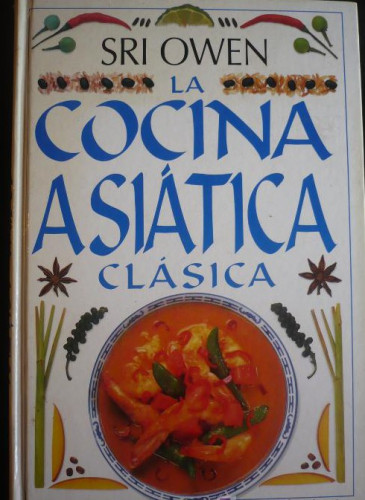 SRI OWEN
LA
COCINA
ASIÁTICA
CLÁSICA